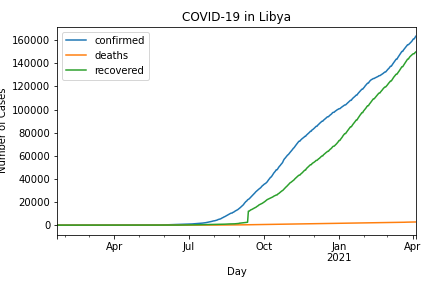 COVID-19 in Libya
confirmed
deaths
recovered
160000
140000
120000
100000
80000
60000
40000
20000
0
Number of Cases
Apr
Jul
Oct
Jan
2021
Apr
Day